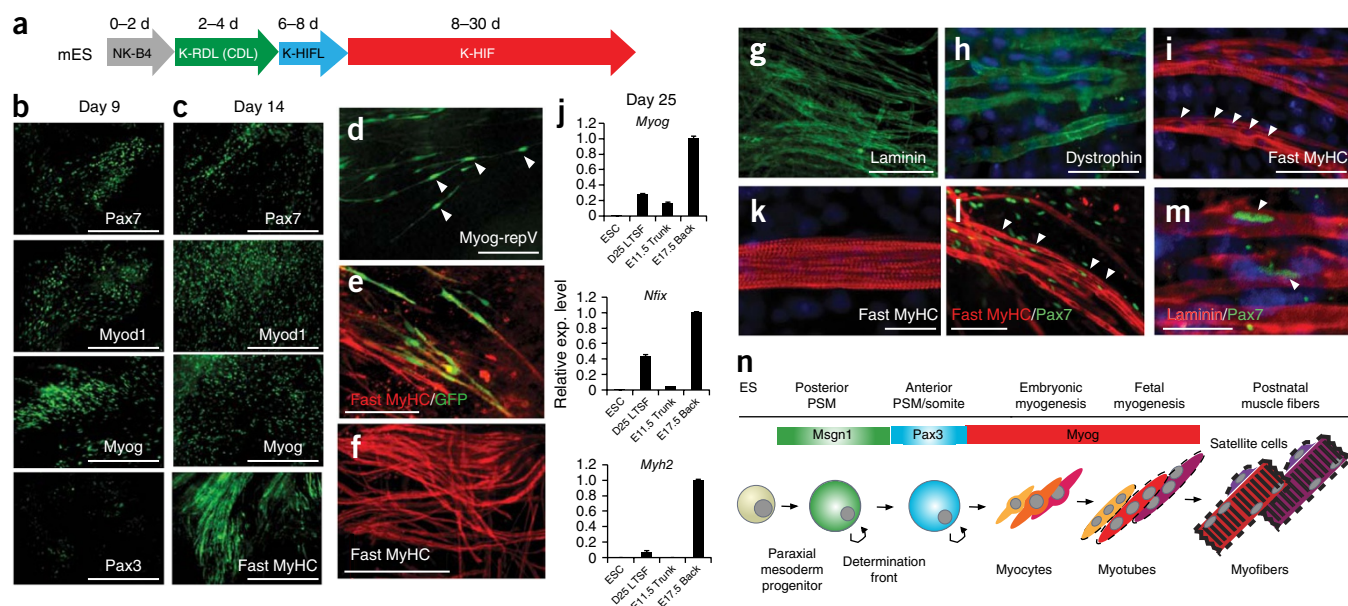 a
0–2 d
2–4 d
6–8 d
8–30 d
mES
NK-B4
K-RDL (CDL)
K-HIFL
K-HIF
b
Day 9
Pax7
Myod1
Myog
Pax3
c
Day 14
Pax7
Myod1
Myog
Fast MyHC
d
Myog-repV
e
Fast MyHC/GFP
f
Fast MyHC
j
Day 25
Relative exp. level
Myog
1.2
1.0
0.8
0.6
0.4
0.2
0
ESC
D25 LTSF
E11.5 Trunk
E17.5 Back
Nfix
1.2
1.0
0.8
0.6
0.4
0.2
0
ESC
D25 LTSF
E11.5 Trunk
E17.5 Back
Myh2
1.2
1.0
0.8
0.6
0.4
0.2
0
ESC
D25 LTSF
E11.5 Trunk
E17.5 Back
g
Laminin
h
Dystrophin
i
Fast MyHC
k
Fast MyHC
l
Fast MyHC/Pax7
m
Laminin/Pax7
n
ES
Posterior
PSM
Anterior
PSM/somite
Embryonic
myogenesis
Fetal
myogenesis
Postnatal
muscle fibers
Msgn1
Pax3
Myog
Satellite cells
Paraxial
mesoderm
progenitor
Determination
front
Myocytes
Myotubes
Myofibers